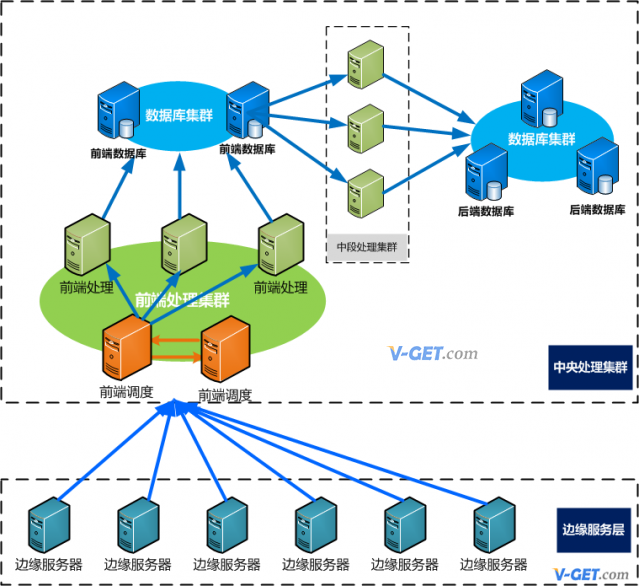 数据库集群
前端数据库
前端数据库
数据库集群
后端数据库
后端数据库
中段处理集群
前端处理
前端处理
前端处理集群
前端调度
前端调度
V-GET.com
中央处理集群
边缘服务器
边缘服务器
边缘服务器
边缘服务器
边缘服务器
边缘服务器
边缘服务层
V-GET.com